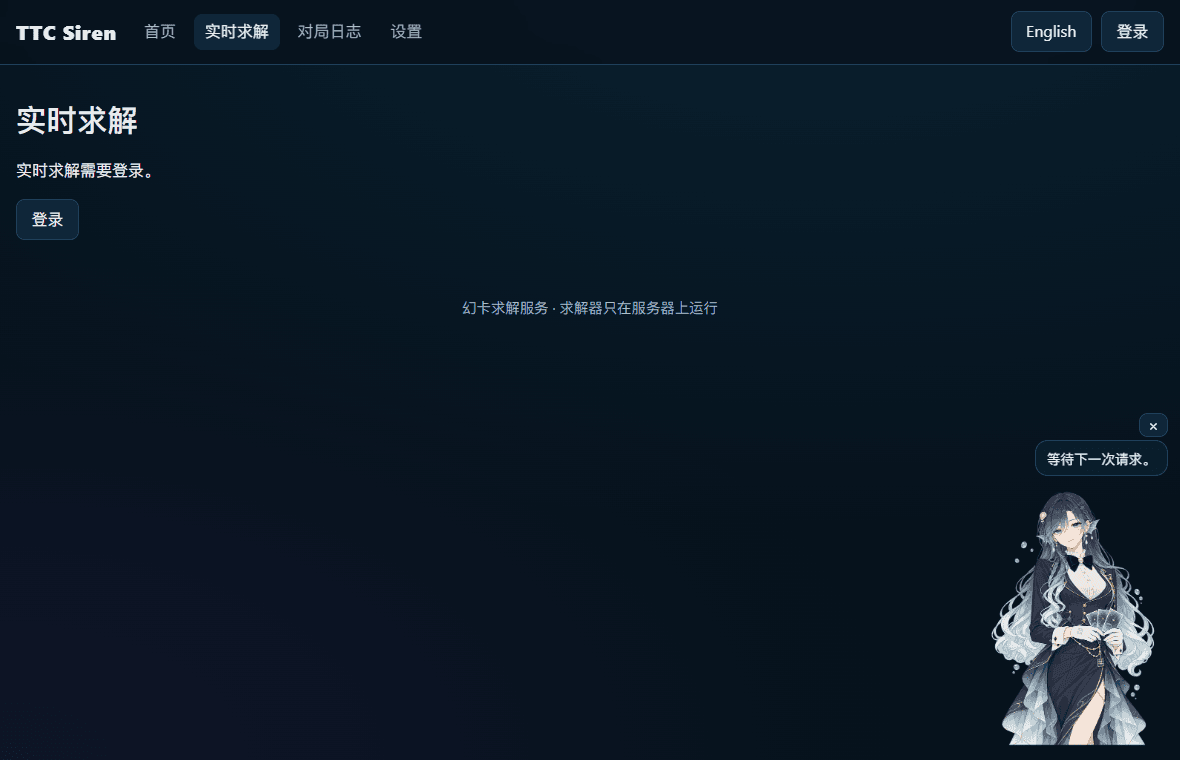 TTC Siren 首页 实时求解 对局日志 设置 English 登录
实时求解
实时求解需要登录。
登录
幻卡求解服务 · 求解器只在服务器上运行
×
等待下一次请求。